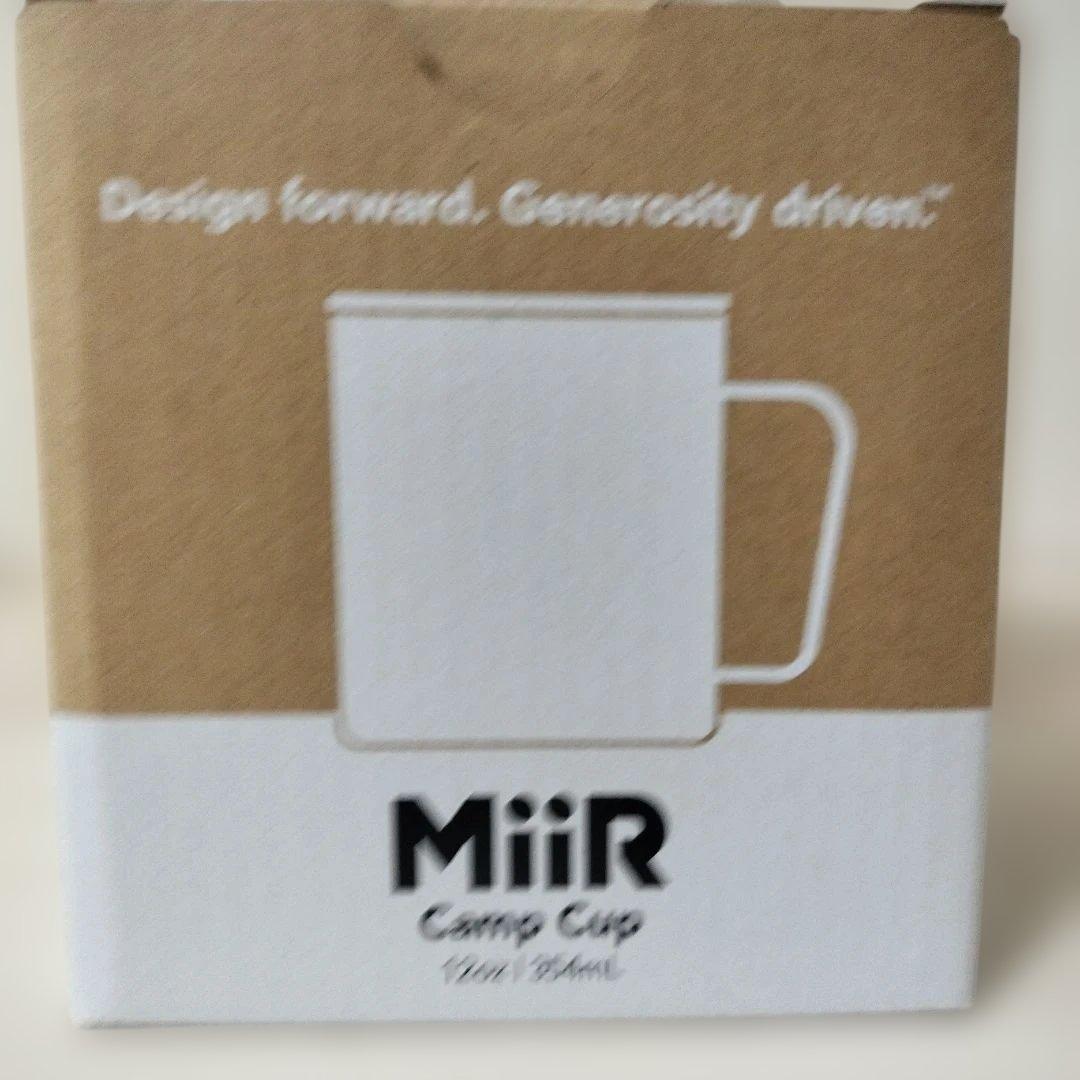 Design forward. Generosity driven.™
MiiR
Camp Cup
12oz | 354mL